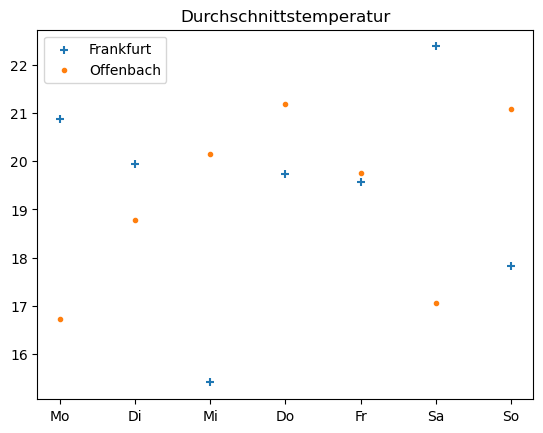 Durchschnittstemperatur
Frankfurt
Offenbach
22
21
20
19
18
17
16
Mo Di Mi Do Fr Sa So